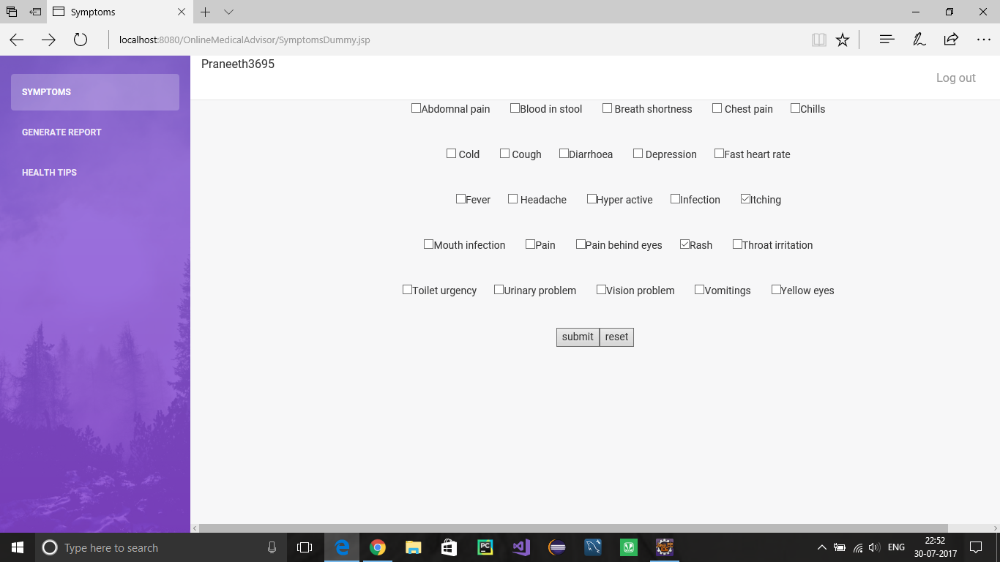 Symptoms
localhost:8080/OnlineMedicalAdvisor/SymptomsDummy.jsp
Praneeth3695
Log out
SYMPTOMS
GENERATE REPORT
HEALTH TIPS
Abdomnal pain Blood in stool Breath shortness Chest pain Chills
Cold Cough Diarrhoea Depression Fast heart rate
Fever Headache Hyper active Infection Itching
Mouth infection Pain Pain behind eyes Rash Throat irritation
Toilet urgency Urinary problem Vision problem Vomitings Yellow eyes
submit reset
Type here to search
PC
ENG
22:52
30-07-2017